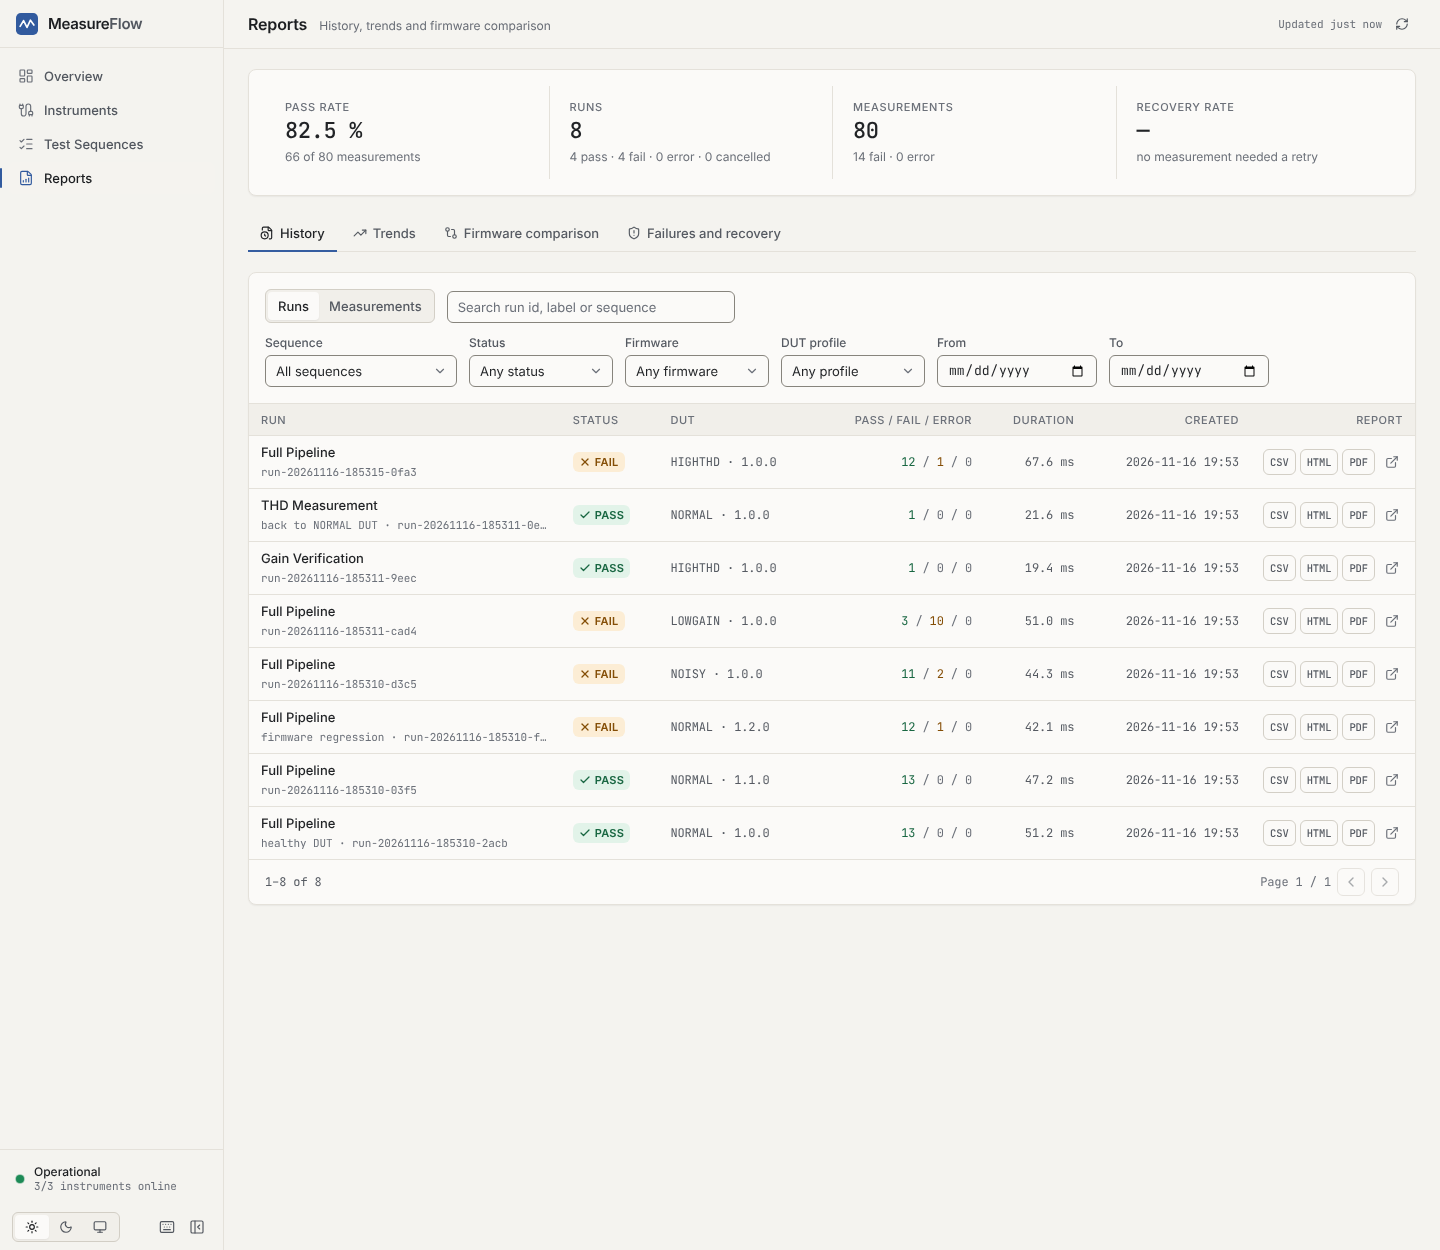 MeasureFlow
Overview
Instruments
Test Sequences
Reports
Reports History, trends and firmware comparison
Updated just now
PASS RATE
82.5 %
66 of 80 measurements
RUNS
8
4 pass · 4 fail · 0 error · 0 cancelled
MEASUREMENTS
80
14 fail · 0 error
RECOVERY RATE
—
no measurement needed a retry
History Trends Firmware comparison Failures and recovery
Runs Measurements Search run id, label or sequence
Sequence Status Firmware DUT profile From To
All sequences Any status Any firmware Any profile mm/dd/yyyy mm/dd/yyyy
RUN STATUS DUT PASS / FAIL / ERROR DURATION CREATED REPORT
Full Pipeline
run-20261116-185315-0fa3
FAIL HIGHTHD · 1.0.0 12 / 1 / 0 67.6 ms 2026-11-16 19:53 CSV HTML PDF
THD Measurement
back to NORMAL DUT · run-20261116-185311-0e…
PASS NORMAL · 1.0.0 1 / 0 / 0 21.6 ms 2026-11-16 19:53 CSV HTML PDF
Gain Verification
run-20261116-185311-9eec
PASS HIGHTHD · 1.0.0 1 / 0 / 0 19.4 ms 2026-11-16 19:53 CSV HTML PDF
Full Pipeline
run-20261116-185311-cad4
FAIL LOWGAIN · 1.0.0 3 / 10 / 0 51.0 ms 2026-11-16 19:53 CSV HTML PDF
Full Pipeline
run-20261116-185310-d3c5
FAIL NOISY · 1.0.0 11 / 2 / 0 44.3 ms 2026-11-16 19:53 CSV HTML PDF
Full Pipeline
firmware regression · run-20261116-185310-f…
FAIL NORMAL · 1.2.0 12 / 1 / 0 42.1 ms 2026-11-16 19:53 CSV HTML PDF
Full Pipeline
run-20261116-185310-03f5
PASS NORMAL · 1.1.0 13 / 0 / 0 47.2 ms 2026-11-16 19:53 CSV HTML PDF
Full Pipeline
healthy DUT · run-20261116-185310-2acb
PASS NORMAL · 1.0.0 13 / 0 / 0 51.2 ms 2026-11-16 19:53 CSV HTML PDF
1–8 of 8
Page 1 / 1
Operational
3/3 instruments online